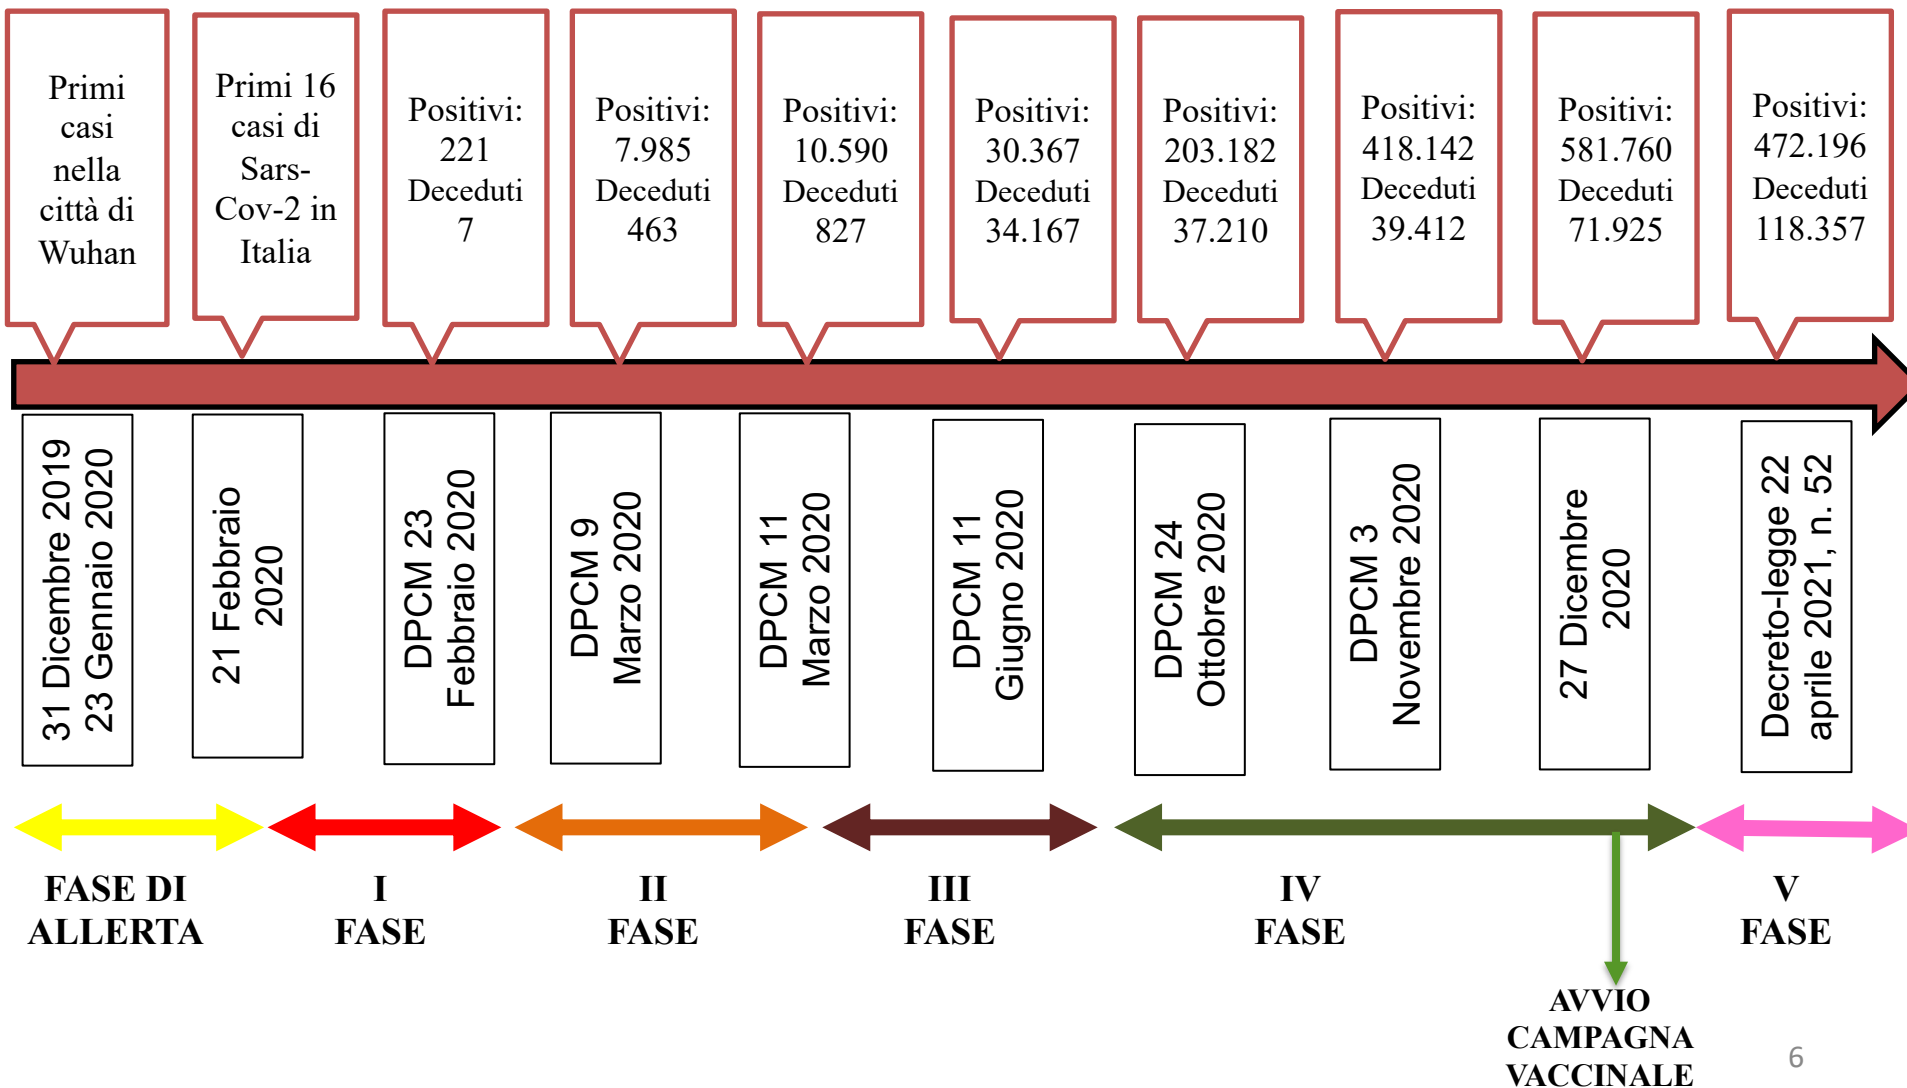 Primi
casi
nella
città di
Wuhan
Primi 16
casi di
Sars-
Cov-2 in
Italia
Positivi:
221
Deceduti
7
Positivi:
7.985
Deceduti
463
Positivi:
10.590
Deceduti
827
Positivi:
30.367
Deceduti
34.167
Positivi:
203.182
Deceduti
37.210
Positivi:
418.142
Deceduti
39.412
Positivi:
581.760
Deceduti
71.925
Positivi:
472.196
Deceduti
118.357
31 Dicembre 2019
23 Gennaio 2020
21 Febbraio
2020
DPCM 23
Febbraio 2020
DPCM 9
Marzo 2020
DPCM 11
Marzo 2020
DPCM 11
Giugno 2020
DPCM 24
Ottobre 2020
DPCM 3
Novembre 2020
27 Dicembre
2020
Decreto-legge 22
aprile 2021, n. 52
FASE DI
ALLERTA
I
FASE
II
FASE
III
FASE
IV
FASE
V
FASE
AVVIO
CAMPAGNA
VACCINALE
6